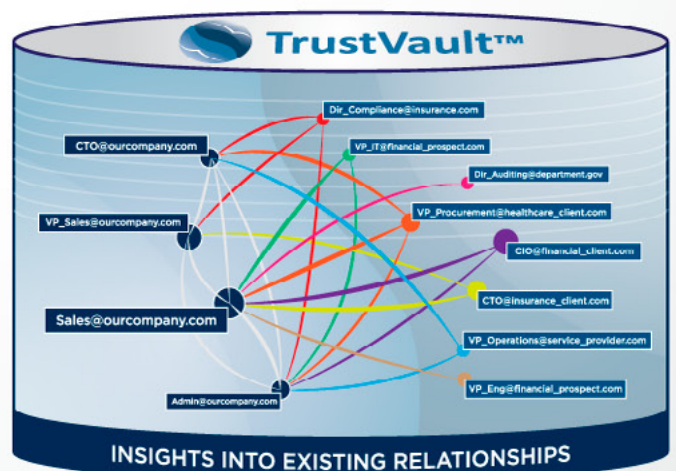 TrustVault™
Dir_Compliance@insurance.com
CTO@ourcompany.com
VP_IT@financial_prospect.com
Dir_Auditing@department.gov
VP_Sales@ourcompany.com
VP_Procurement@healthcare_client.com
CIO@financial_client.com
CTO@insurance_client.com
Sales@ourcompany.com
VP_Operations@service_provider.com
VP_Eng@financial_prospect.com
Admin@ourcompany.com
INSIGHTS INTO EXISTING RELATIONSHIPS